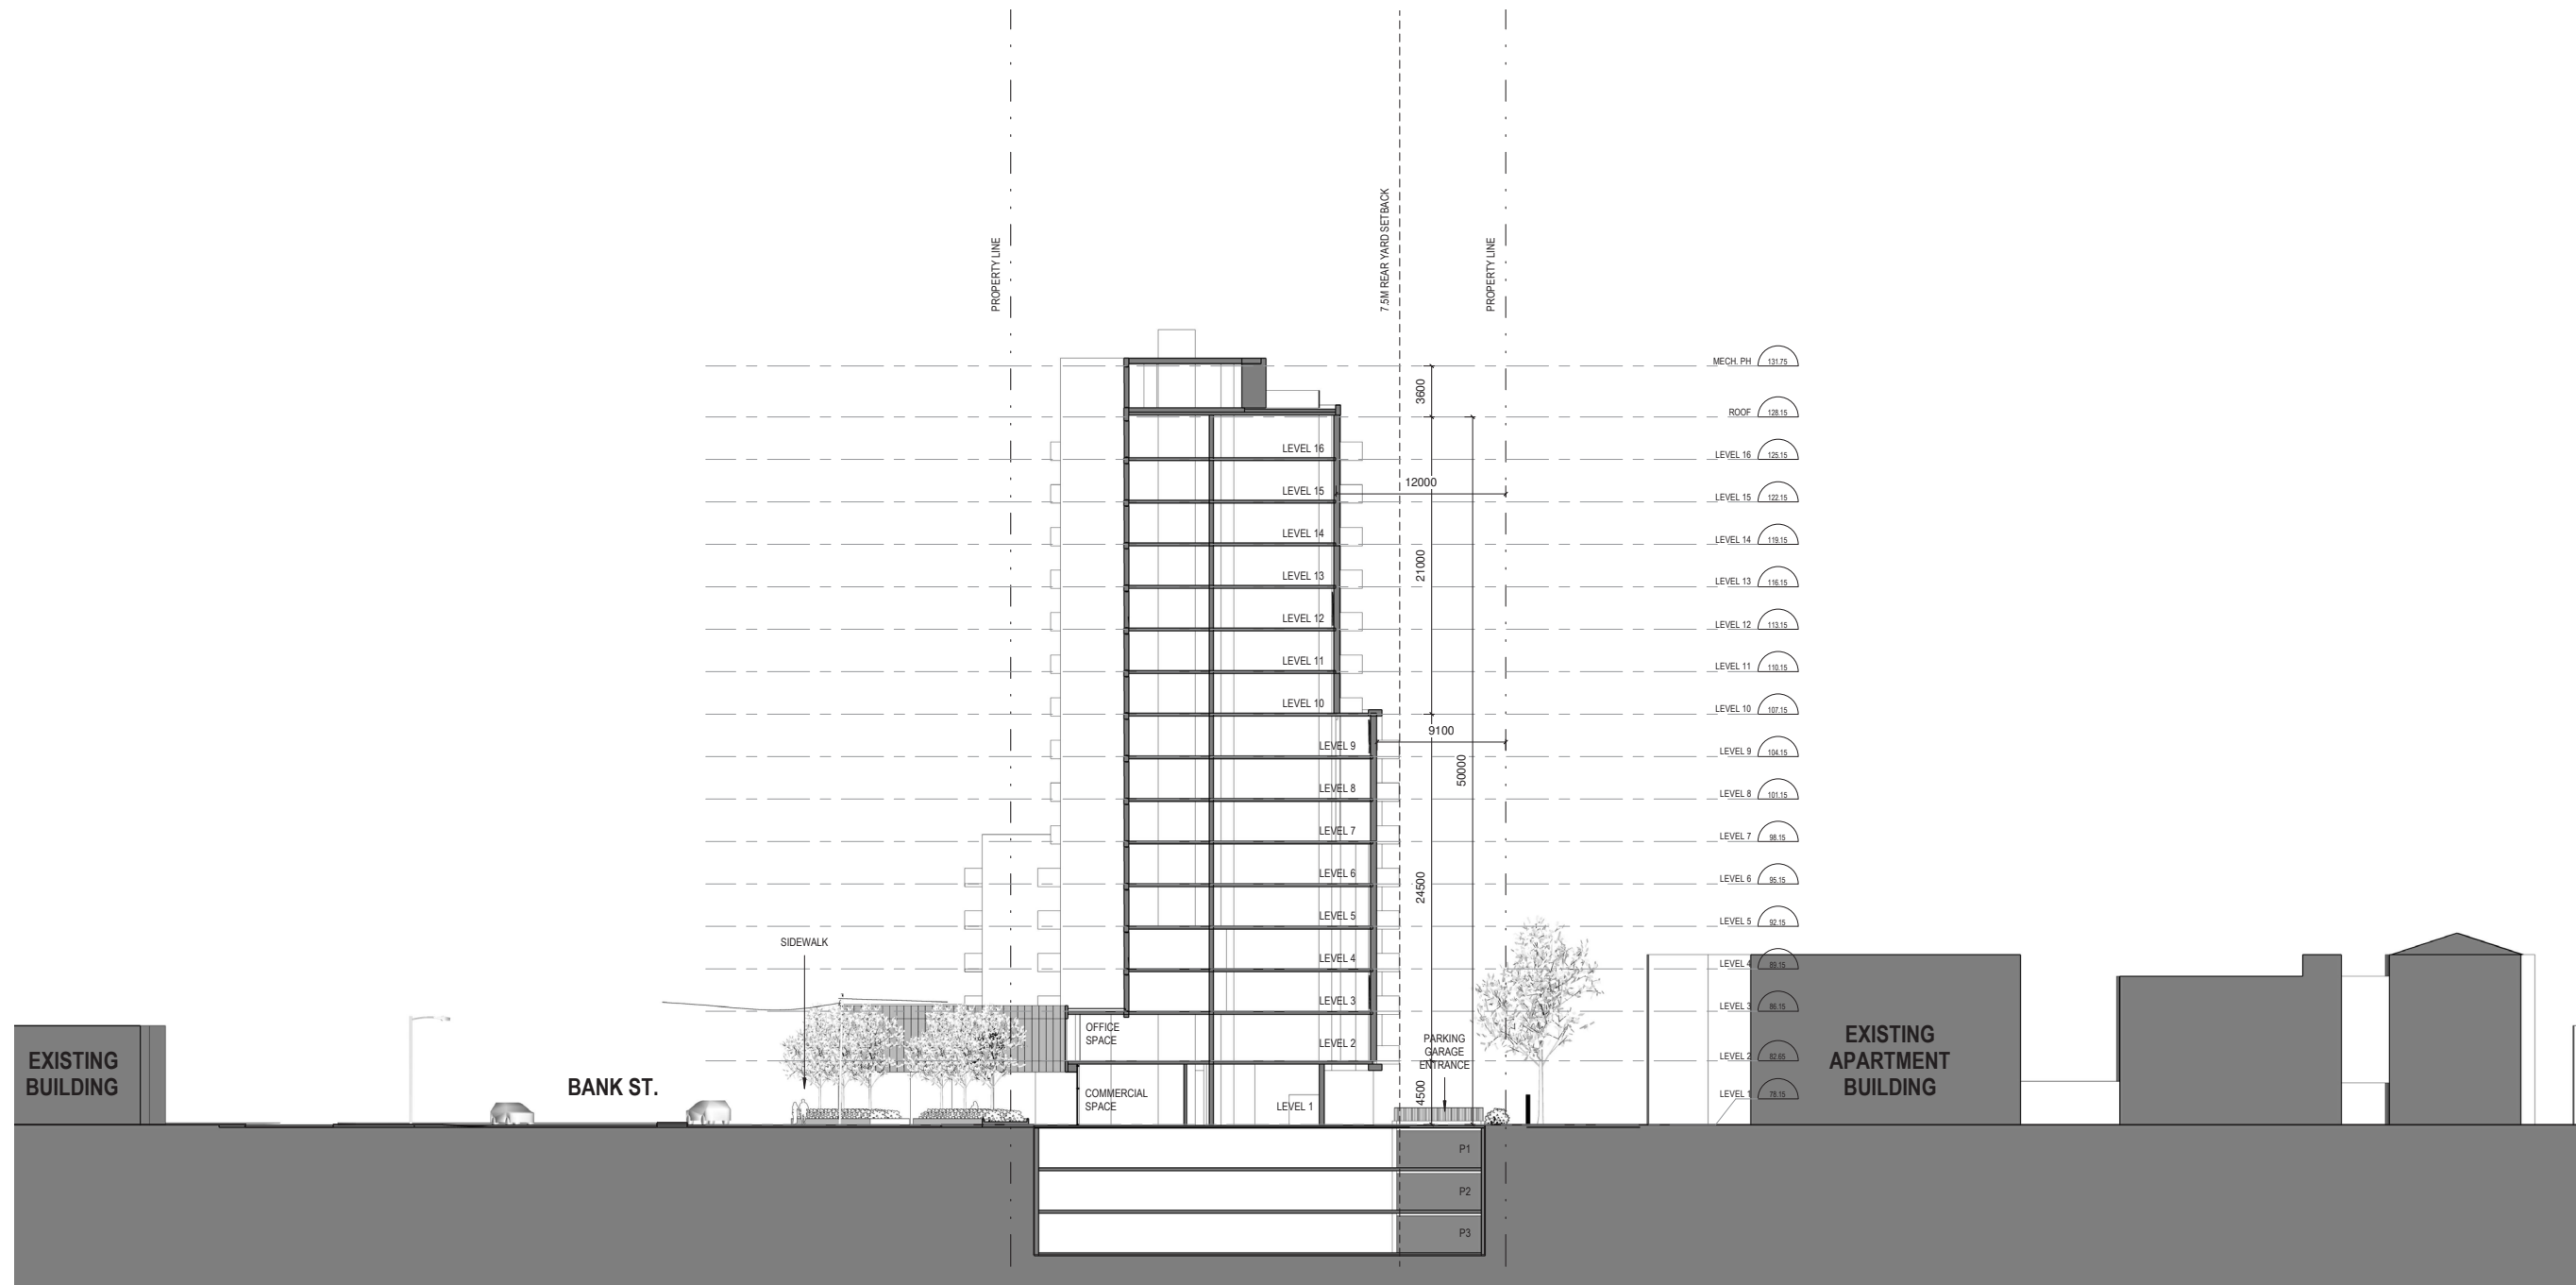 PROPERTY LINE
7.5M REAR YARD SETBACK
PROPERTY LINE
MECH. PH 131.75
3600
ROOF 128.15
LEVEL 16
LEVEL 16 125.15
12000
LEVEL 15
LEVEL 15 122.15
LEVEL 14
LEVEL 14 119.15
21000
LEVEL 13
LEVEL 13 116.15
LEVEL 12
LEVEL 12 113.15
LEVEL 11
LEVEL 11 110.15
LEVEL 10
LEVEL 10 107.15
9100
LEVEL 9
LEVEL 9 104.15
50000
LEVEL 8
LEVEL 8 101.15
LEVEL 7
LEVEL 7 98.15
LEVEL 6
LEVEL 6 95.15
24500
LEVEL 5
LEVEL 5 92.15
SIDEWALK
LEVEL 4
LEVEL 4 89.15
LEVEL 3
LEVEL 3 86.15
OFFICE
SPACE
LEVEL 2
PARKING
GARAGE
ENTRANCE
LEVEL 2 82.65
EXISTING
BUILDING
BANK ST.
COMMERCIAL
SPACE
LEVEL 1
4500
LEVEL 1 78.15
EXISTING
APARTMENT
BUILDING
P1
P2
P3